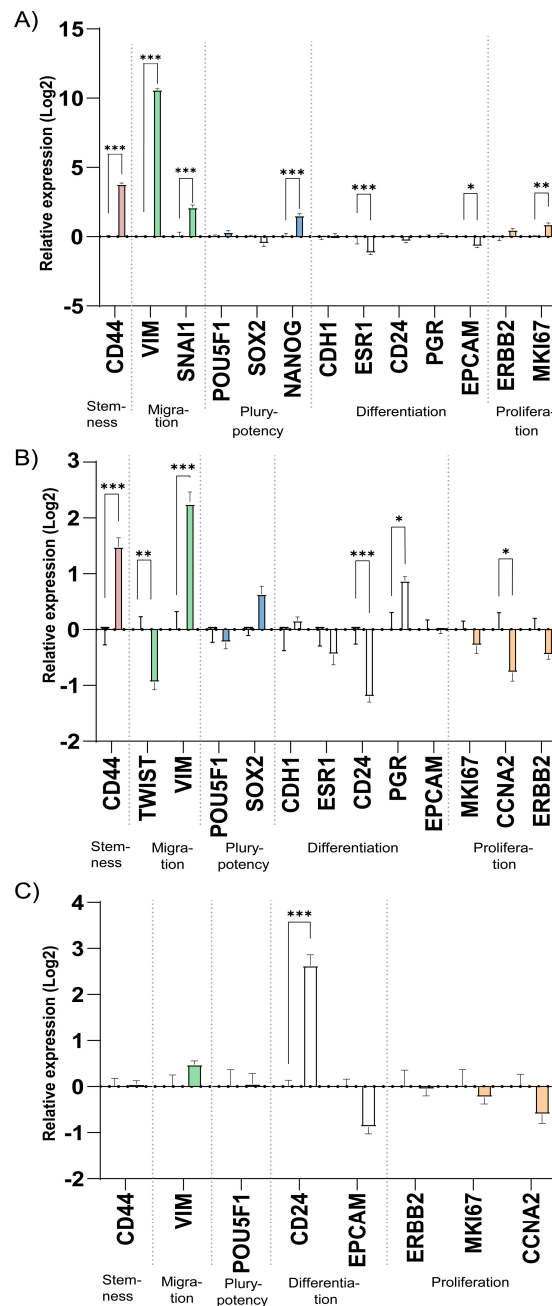 A)
Relative expression (Log2)
15
10
5
0
-5
***
***
***
***
***
*
**
CD44
VIM
SNAI1
POU5F1
SOX2
NANOG
CDH1
ESR1
CD24
PGR
EPCAM
ERBB2
MKI67
Stem-
ness
Migra-
tion
Plury-
potency
Differentiation
Prolifera-
tion
B)
Relative expression (Log2)
3
2
1
0
-1
-2
***
**
***
***
*
*
CD44
TWIST
VIM
POU5F1
SOX2
CDH1
ESR1
CD24
PGR
EPCAM
MKI67
CCNA2
ERBB2
Stem-
ness
Migra-
tion
Plury-
potency
Differentiation
Prolifera-
tion
C)
Relative expression (Log2)
4
3
2
1
0
-1
-2
***
CD44
VIM
POU5F1
CD24
EPCAM
ERBB2
MKI67
CCNA2
Stem-
ness
Migra-
tion
Plury-
potency
Differentia-
tion
Proliferation